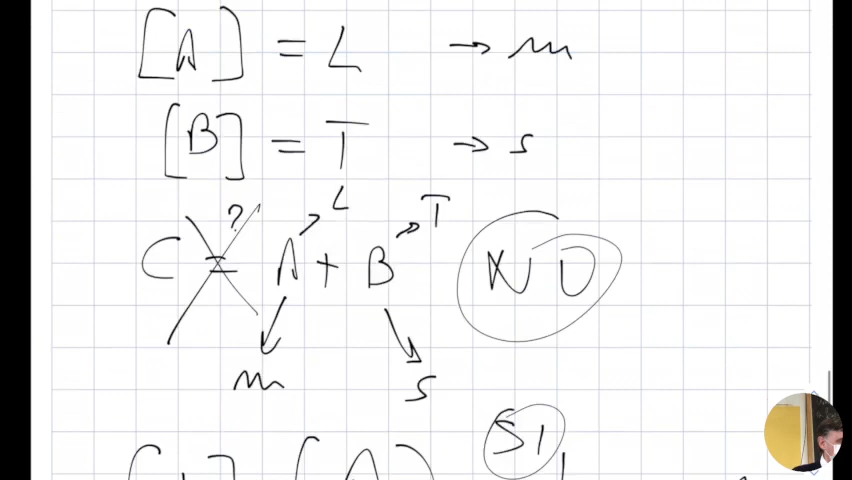 [A] = L → m
[B] = T → s
L
? T
C = A + B NO
m s
SI
[ ] [A]